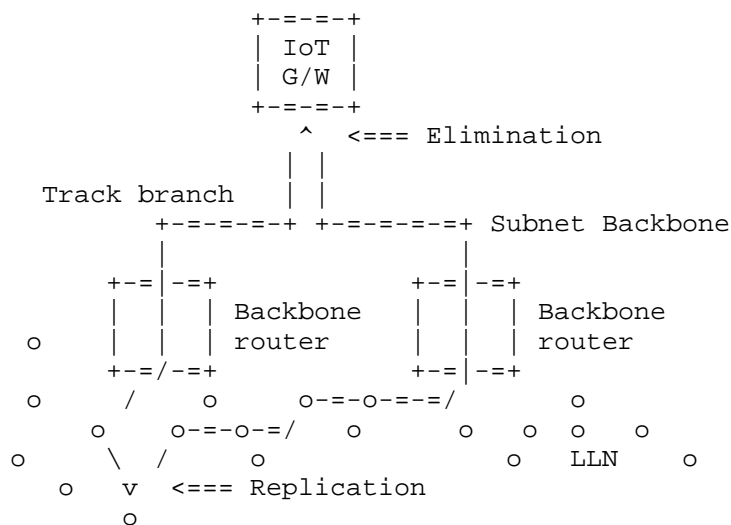 +-=-=-+
| IoT |
| G/W |
+-=-=-+
^ <=== Elimination
| |
Track branch | |
+-=-=-=-+ +-=-=-=-=+ Subnet Backbone
| |
+-=|-=+ +-=|-=+
| | | Backbone | | | Backbone
o | | | router | | | router
+-=/-=+ +-=|-=+
o / o o-=-o-=-=/ o
o o-=-o-=/ o o o o o
o \ / o o LLN o
o v <=== Replication
o